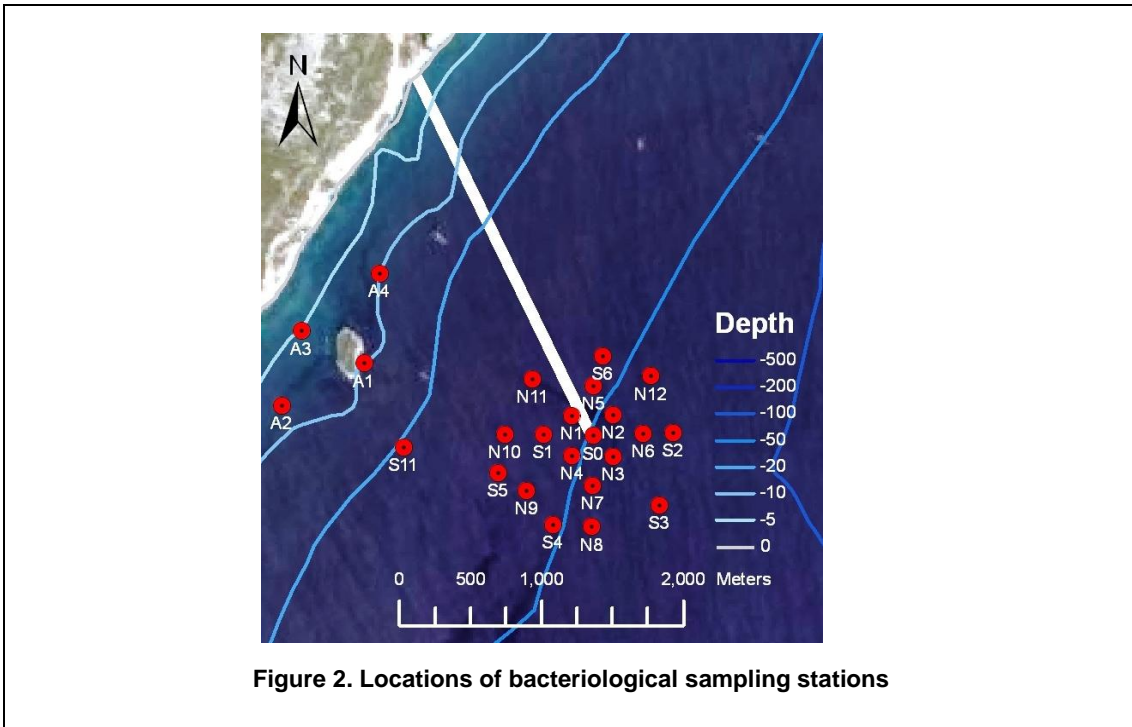 N
A4
A3
A1
A2
S11
S6
N11
N5
N12
N1
N2
N10
S1
S0
N6
S2
N4
N3
S5
N9
N7
S3
S4
N8
Depth
-500
-200
-100
-50
-20
-10
-5
0
0 500 1,000 2,000 Meters
Figure 2. Locations of bacteriological sampling stations